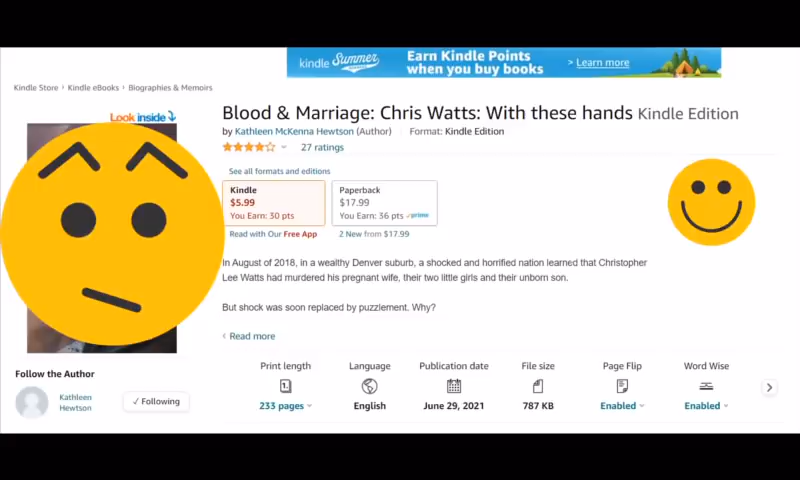 kindle Summer
Earn Kindle Points
when you buy books
> Learn more
Kindle Store › Kindle eBooks › Biographies & Memoirs
Look inside
Blood & Marriage: Chris Watts: With these hands Kindle Edition
by Kathleen McKenna Hewtson (Author) Format: Kindle Edition
27 ratings
See all formats and editions
Kindle Paperback
$5.99 $17.99
You Earn: 30 pts You Earn: 36 pts prime
Read with Our Free App 2 New from $17.99
In August of 2018, in a wealthy Denver suburb, a shocked and horrified nation learned that Christopher
Lee Watts had murdered his pregnant wife, their two little girls and their unborn son.
But shock was soon replaced by puzzlement. Why?
‹ Read more
Print length Language Publication date File size Page Flip Word Wise
1.
233 pages English June 29, 2021 787 KB Enabled Enabled
Follow the Author
Kathleen
Hewtson
✓ Following